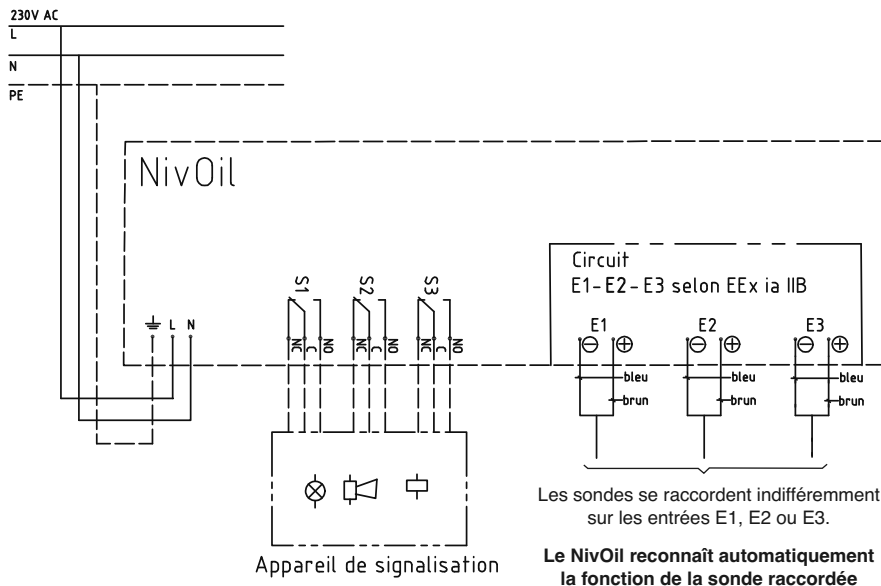 230V AC
L
N
PE
NivOil
Circuit
E1-E2-E3 selon EEx ia IIB
S1
S2
S3
L N
NC C NO
NC C NO
NC C NO
E1
E2
E3
bleu
brun
bleu
brun
bleu
brun
Les sondes se raccordent indifféremment
sur les entrées E1, E2 ou E3.
Appareil de signalisation
Le NivOil reconnaît automatiquement
la fonction de la sonde raccordée